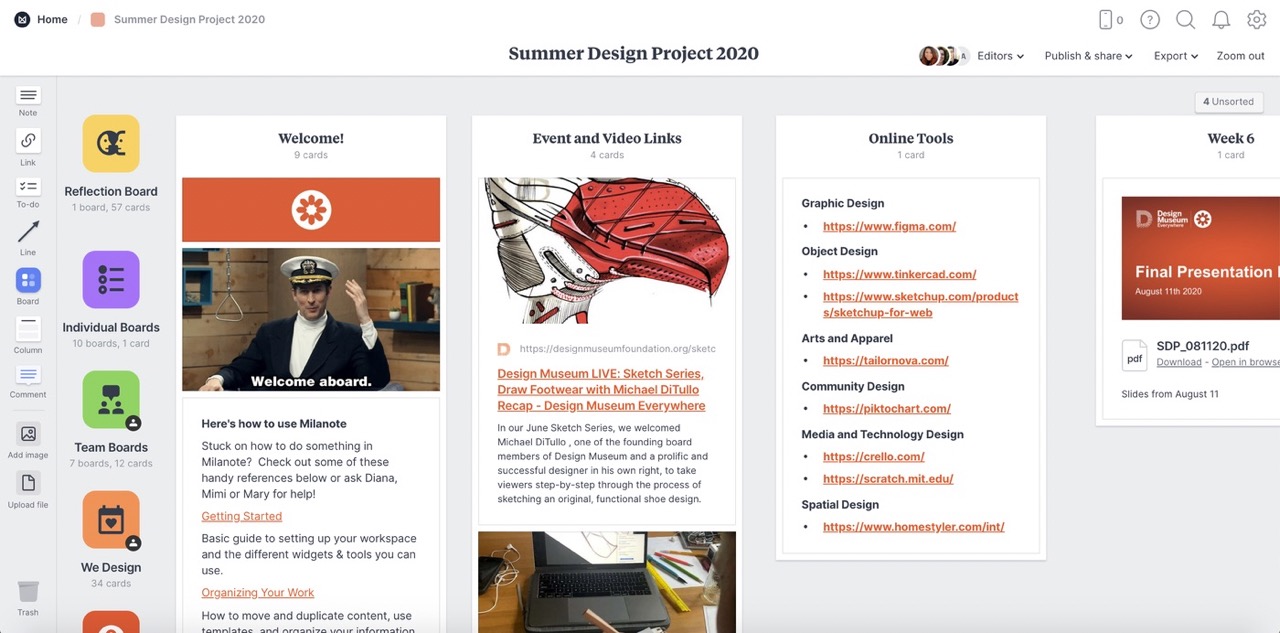 Home / Summer Design Project 2020
0
?
Summer Design Project 2020
A
Editors
Publish & share
Export
Zoom out
4 Unsorted
Note
Link
To-do
Line
Board
Column
Comment
Add image
Upload file
Trash
Reflection Board
1 board, 57 cards
Individual Boards
10 boards, 1 card
Team Boards
7 boards, 12 cards
We Design
34 cards
Welcome!
9 cards
Welcome aboard.
Here's how to use Milanote
Stuck on how to do something in
Milanote?  Check out some of these
handy references below or ask Diana,
Mimi or Mary for help!
Getting Started
Basic guide to setting up your workspace
and the different widgets & tools you can
use.
Organizing Your Work
How to move and duplicate content, use
templates, and organize your information
Event and Video Links
4 cards
https://designmuseumfoundation.org/sketc
Design Museum LIVE: Sketch Series,
Draw Footwear with Michael DiTullo
Recap - Design Museum Everywhere
In our June Sketch Series, we welcomed
Michael DiTullo , one of the founding board
members of Design Museum and a prolific and
successful designer in his own right, to take
viewers step-by-step through the process of
sketching an original, functional shoe design.
Online Tools
1 card
Graphic Design
• https://www.figma.com/
Object Design
• https://www.tinkercad.com/
• https://www.sketchup.com/product
s/sketchup-for-web
Arts and Apparel
• https://tailornova.com/
Community Design
• https://piktochart.com/
Media and Technology Design
• https://crello.com/
• https://scratch.mit.edu/
Spatial Design
• https://www.homestyler.com/int/
Week 6
1 card
Design
Museum
Everywhere
Final Presentation
August 11th 2020
pdf
SDP_081120.pdf
Download - Open in browse
Slides from August 11